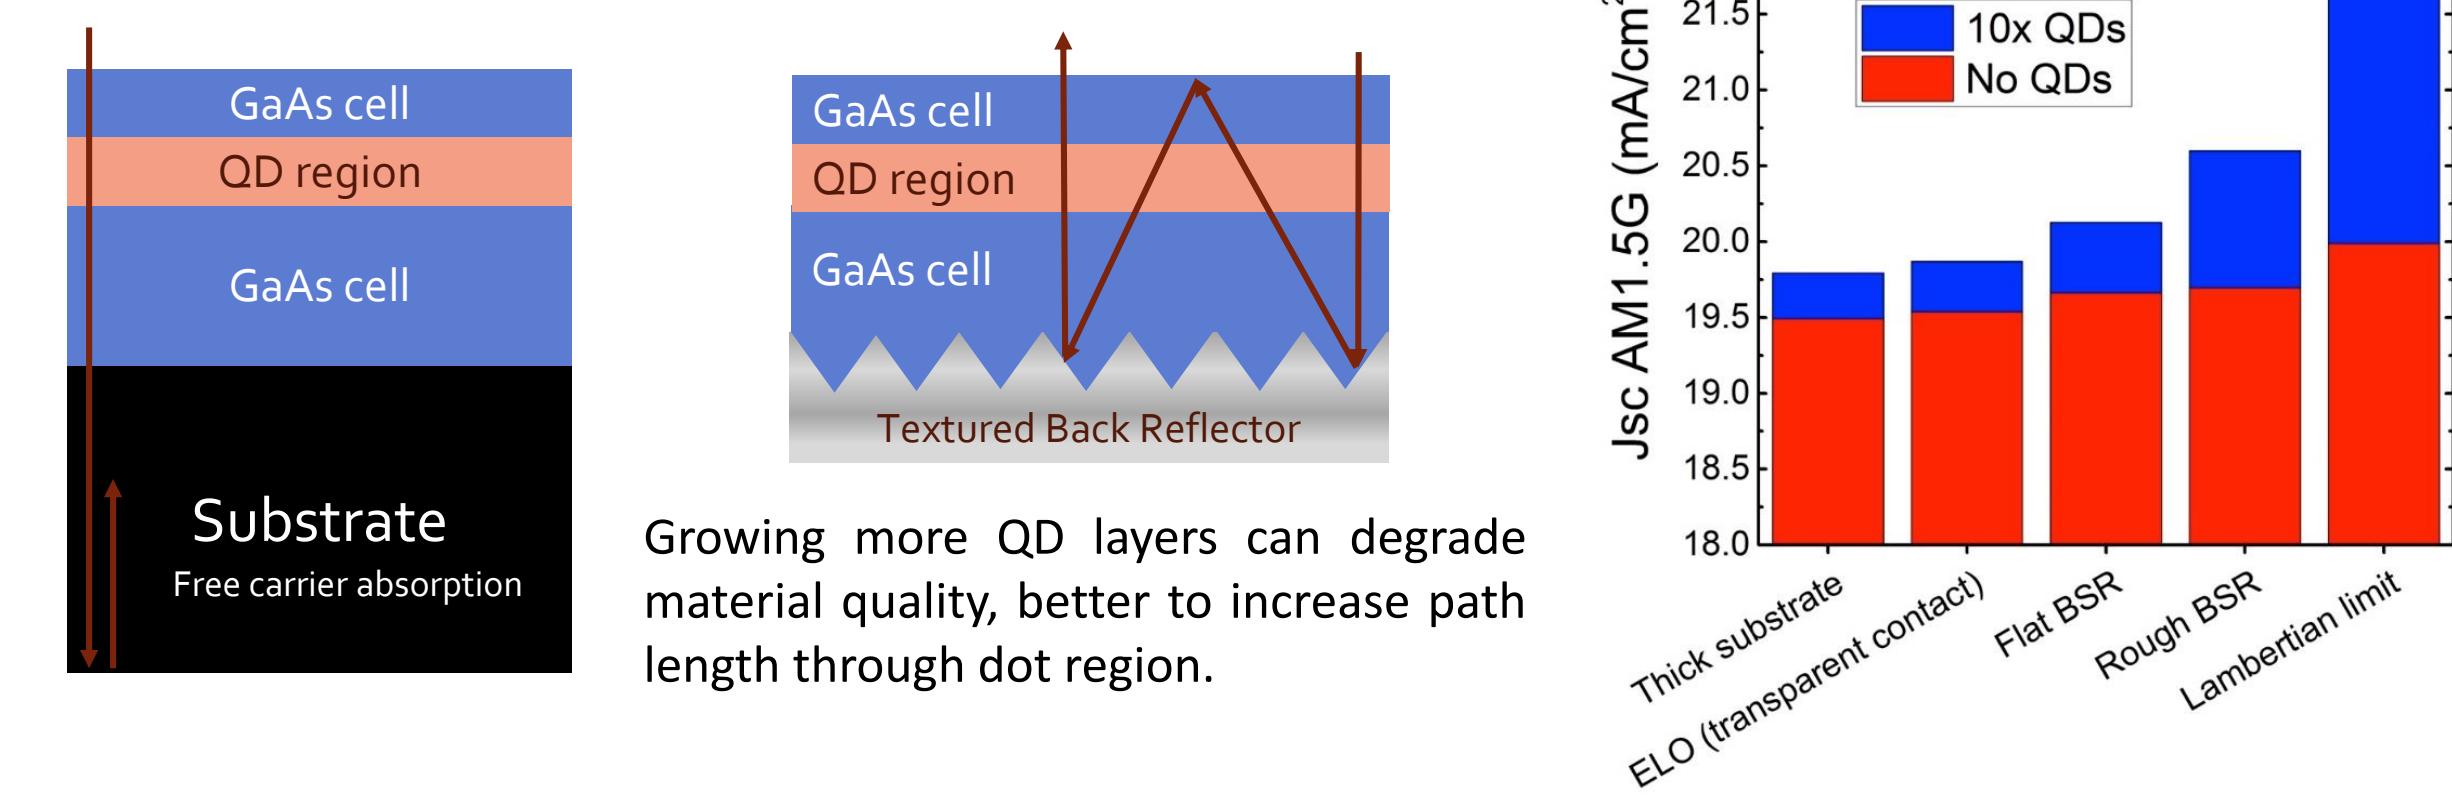 GaAs cell
QD region
GaAs cell
Substrate
Free carrier absorption
GaAs cell
QD region
GaAs cell
Textured Back Reflector
Growing more QD layers can degrade
material quality, better to increase path
length through dot region.
Jsc AM1.5G (mA/cm²
21.5
21.0
20.5
20.0
19.5
19.0
18.5
18.0
10x QDs
No QDs
Thick substrate
ELO (transparent contact)
Flat BSR
Rough BSR
Lambertian limit